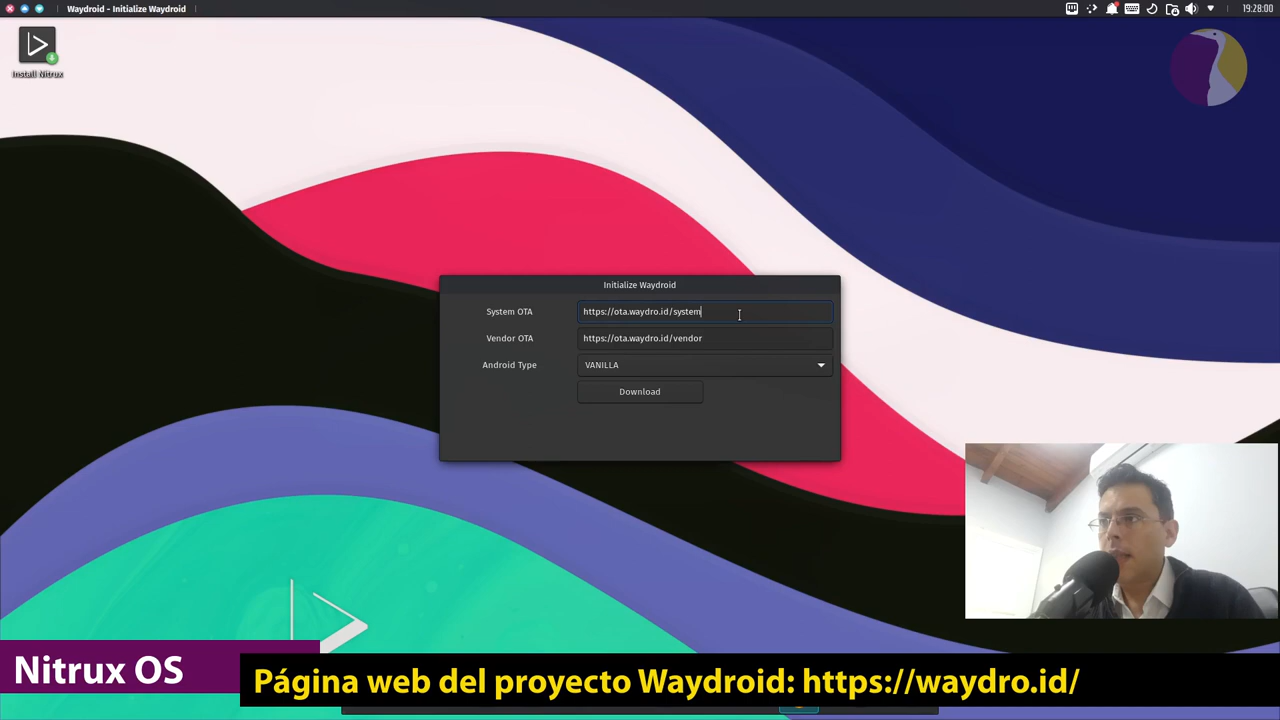 Waydroid - Initialize Waydroid
19:28:00
Install Nitrux
Initialize Waydroid
System OTA
https://ota.waydro.id/system
Vendor OTA
https://ota.waydro.id/vendor
Android Type
VANILLA
Download
Nitrux OS
Página web del proyecto Waydroid: https://waydro.id/